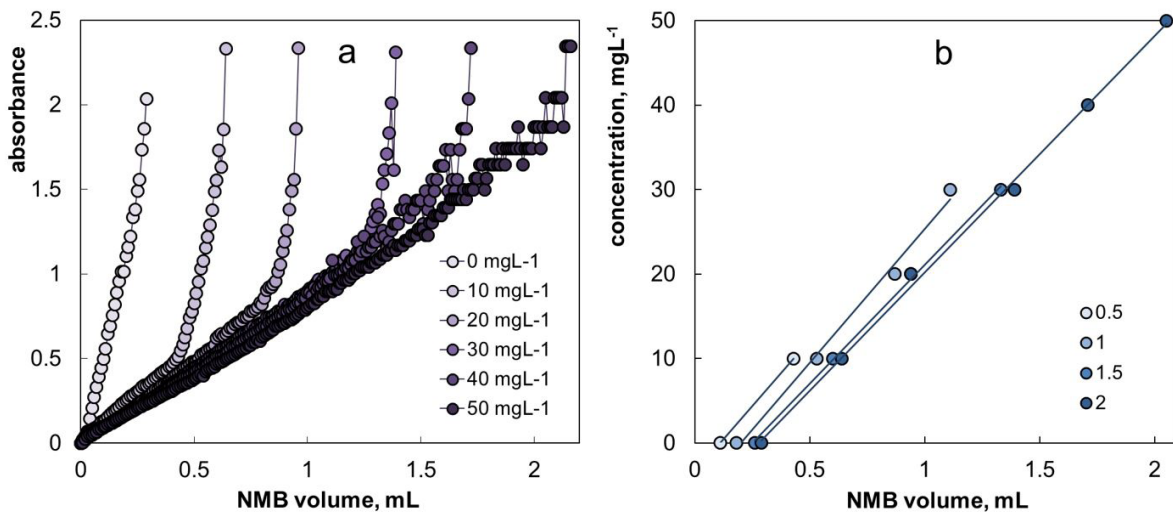 a
absorbance
2.5
2
1.5
1
0.5
0
0 0.5 1 1.5 2
NMB volume, mL
0 mgL-1
10 mgL-1
20 mgL-1
30 mgL-1
40 mgL-1
50 mgL-1
b
concentration, mgL⁻¹
50
40
30
20
10
0
0 0.5 1 1.5 2
NMB volume, mL
0.5
1
1.5
2